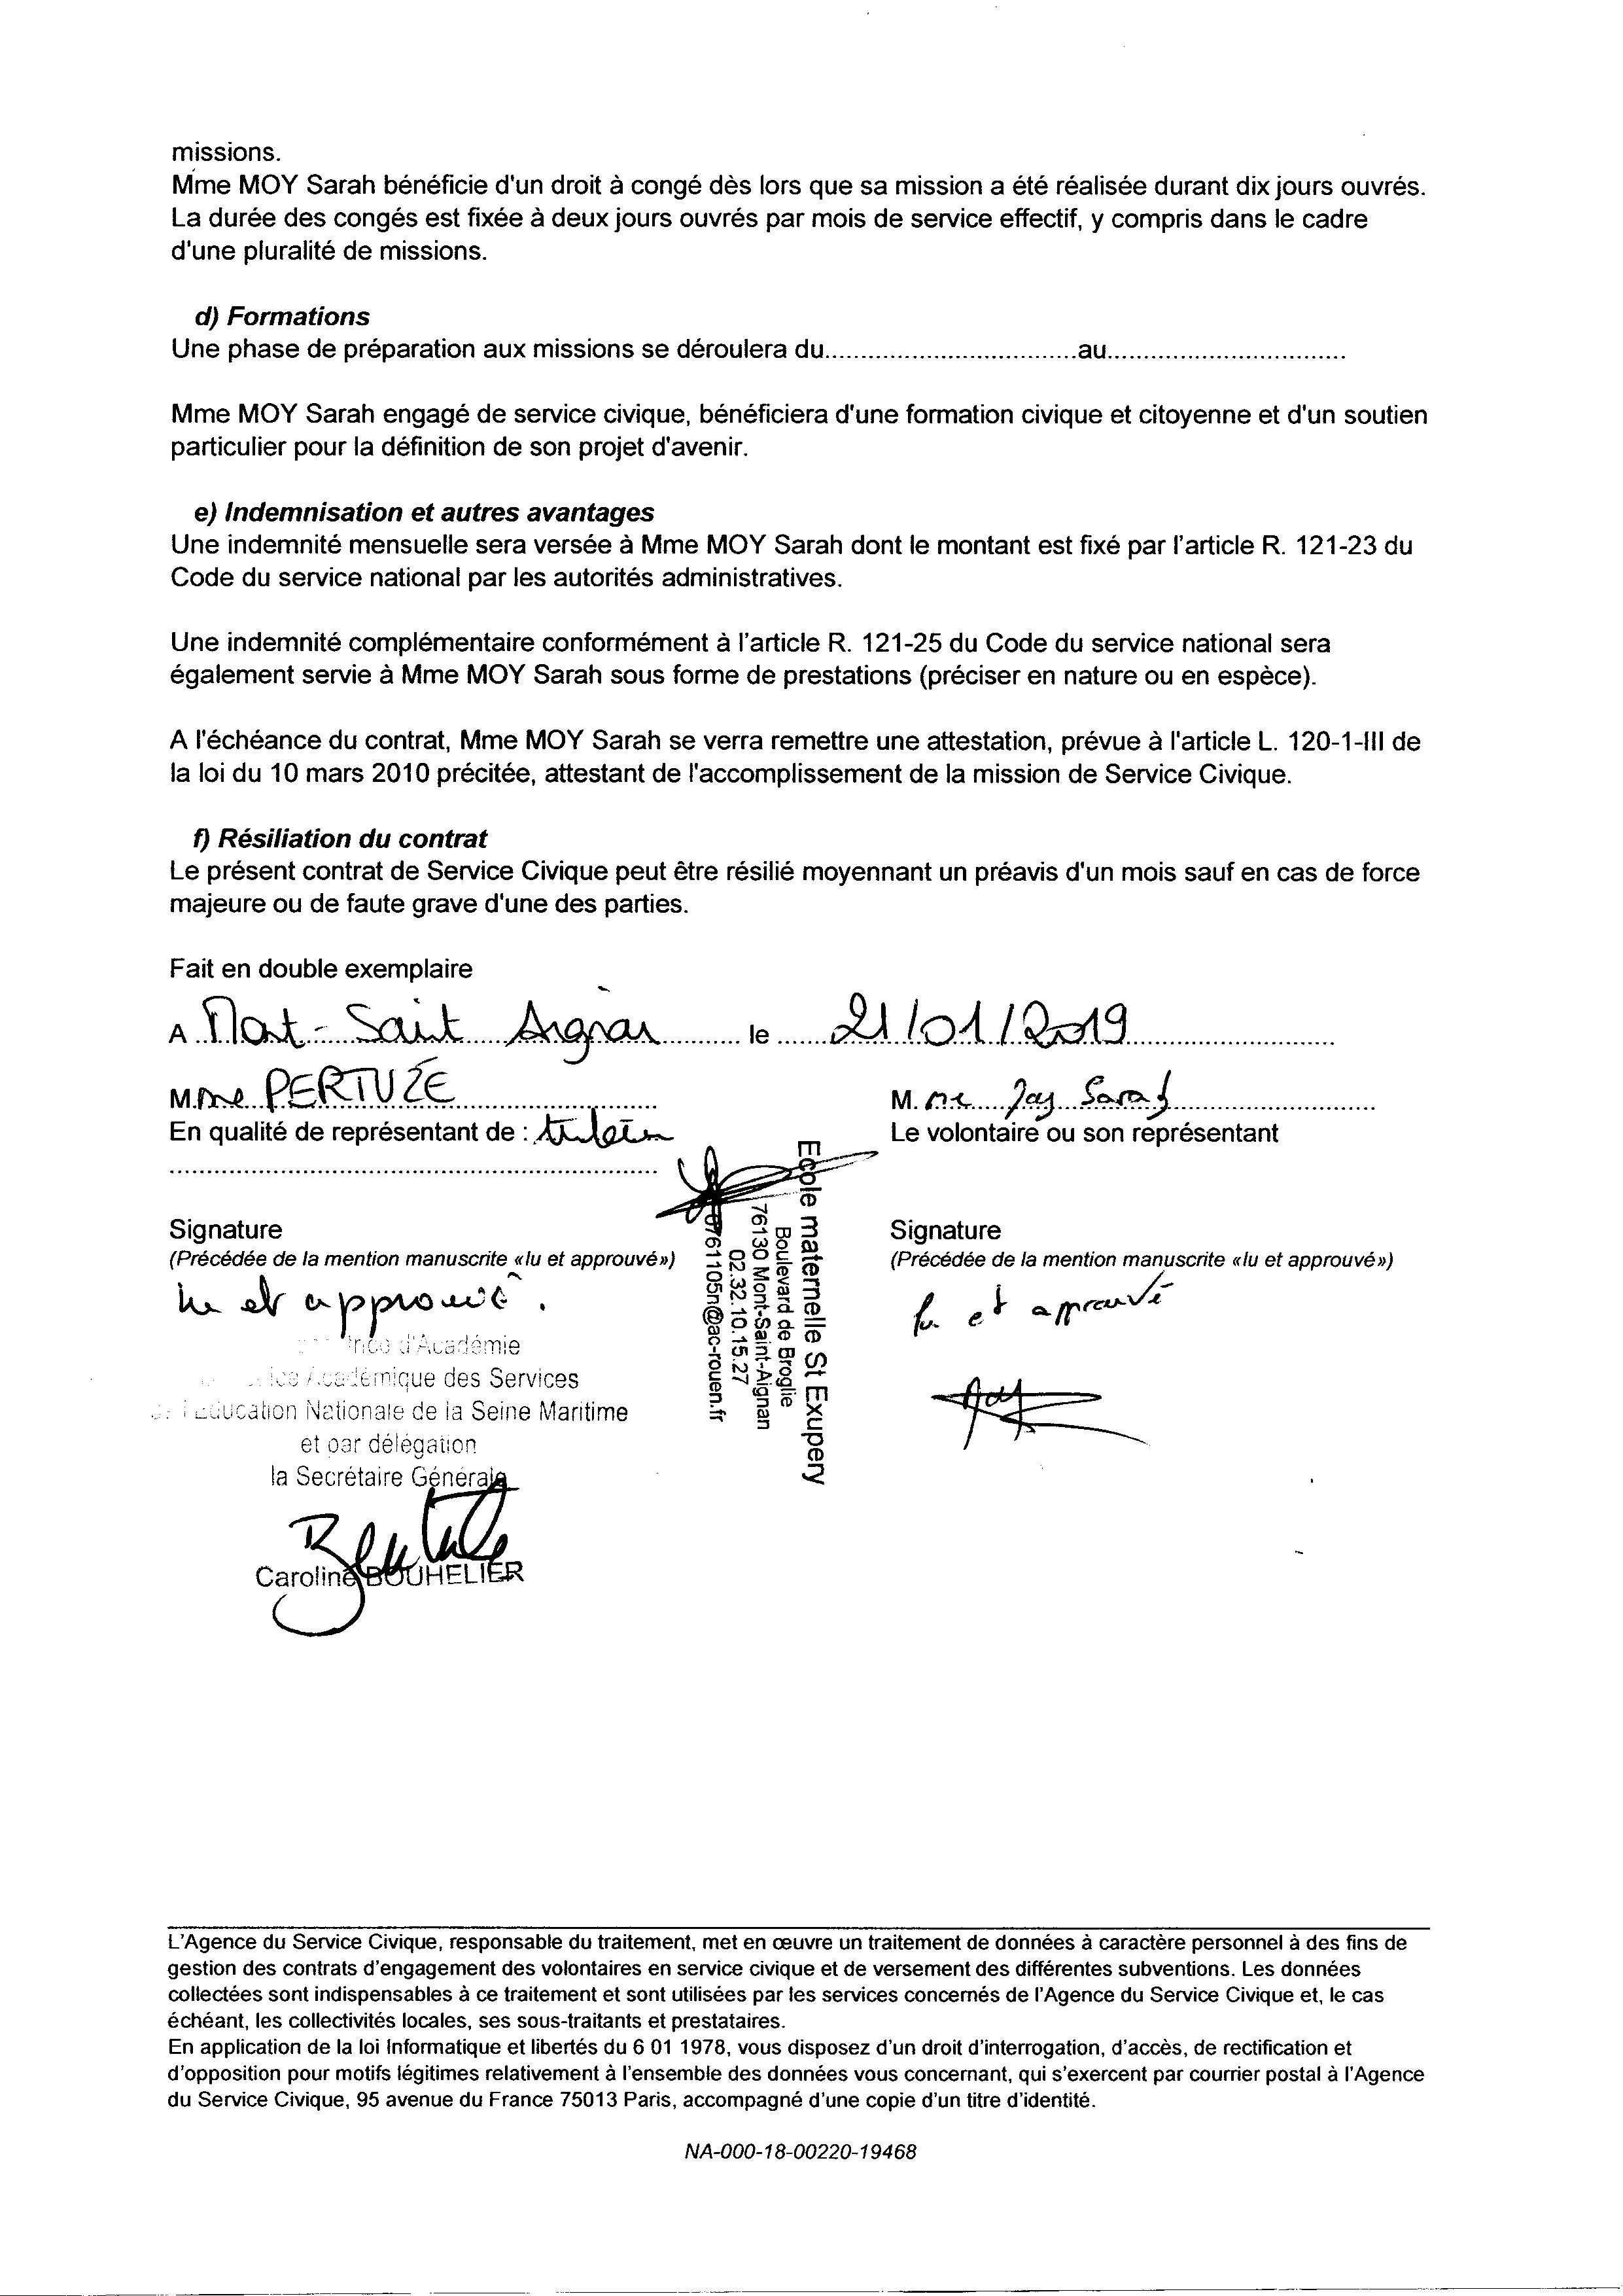 missions.
Mme MOY Sarah bénéficie d'un droit à congé dès lors que sa mission a été réalisée durant dix jours ouvrés.
La durée des congés est fixée à deux jours ouvrés par mois de service effectif, y compris dans le cadre
d'une pluralité de missions.
d) Formations
Une phase de préparation aux missions se déroulera du..................................au................................
Mme MOY Sarah engagé de service civique, bénéficiera d'une formation civique et citoyenne et d'un soutien
particulier pour la définition de son projet d'avenir.
e) Indemnisation et autres avantages
Une indemnité mensuelle sera versée à Mme MOY Sarah dont le montant est fixé par l'article R. 121-23 du
Code du service national par les autorités administratives.
Une indemnité complémentaire conformément à l'article R. 121-25 du Code du service national sera
également servie à Mme MOY Sarah sous forme de prestations (préciser en nature ou en espèce).
A l'échéance du contrat, Mme MOY Sarah se verra remettre une attestation, prévue à l'article L. 120-1-III de
la loi du 10 mars 2010 précitée, attestant de l'accomplissement de la mission de Service Civique.
f) Résiliation du contrat
Le présent contrat de Service Civique peut être résilié moyennant un préavis d'un mois sauf en cas de force
majeure ou de faute grave d'une des parties.
Fait en double exemplaire
A Mont-Saint Aignan le 21/01/2019
M.me PERTUZÉ
En qualité de représentant de :
M. me Sarah
Le volontaire ou son représentant
Signature
(Précédée de la mention manuscrite «lu et approuvé»)
lu et approuvé.
d'Académie
Académique des Services
de l'Education Nationale de la Seine Maritime
et par délégation
la Secrétaire Générale
Caroline BOUHELIER
Ecole maternelle St Exupery
Boulevard de Broglie
76130 Mont-Saint-Aignan
02.32.10.15.27
0761105n@ac-rouen.fr
Signature
(Précédée de la mention manuscrite «lu et approuvé»)
lu et approuvé
L'Agence du Service Civique, responsable du traitement, met en œuvre un traitement de données à caractère personnel à des fins de
gestion des contrats d'engagement des volontaires en service civique et de versement des différentes subventions. Les données
collectées sont indispensables à ce traitement et sont utilisées par les services concernés de l'Agence du Service Civique et, le cas
échéant, les collectivités locales, ses sous-traitants et prestataires.
En application de la loi Informatique et libertés du 6 01 1978, vous disposez d'un droit d'interrogation, d'accès, de rectification et
d'opposition pour motifs légitimes relativement à l'ensemble des données vous concernant, qui s'exercent par courrier postal à l'Agence
du Service Civique, 95 avenue du France 75013 Paris, accompagné d'une copie d'un titre d'identité.
NA-000-18-00220-19468